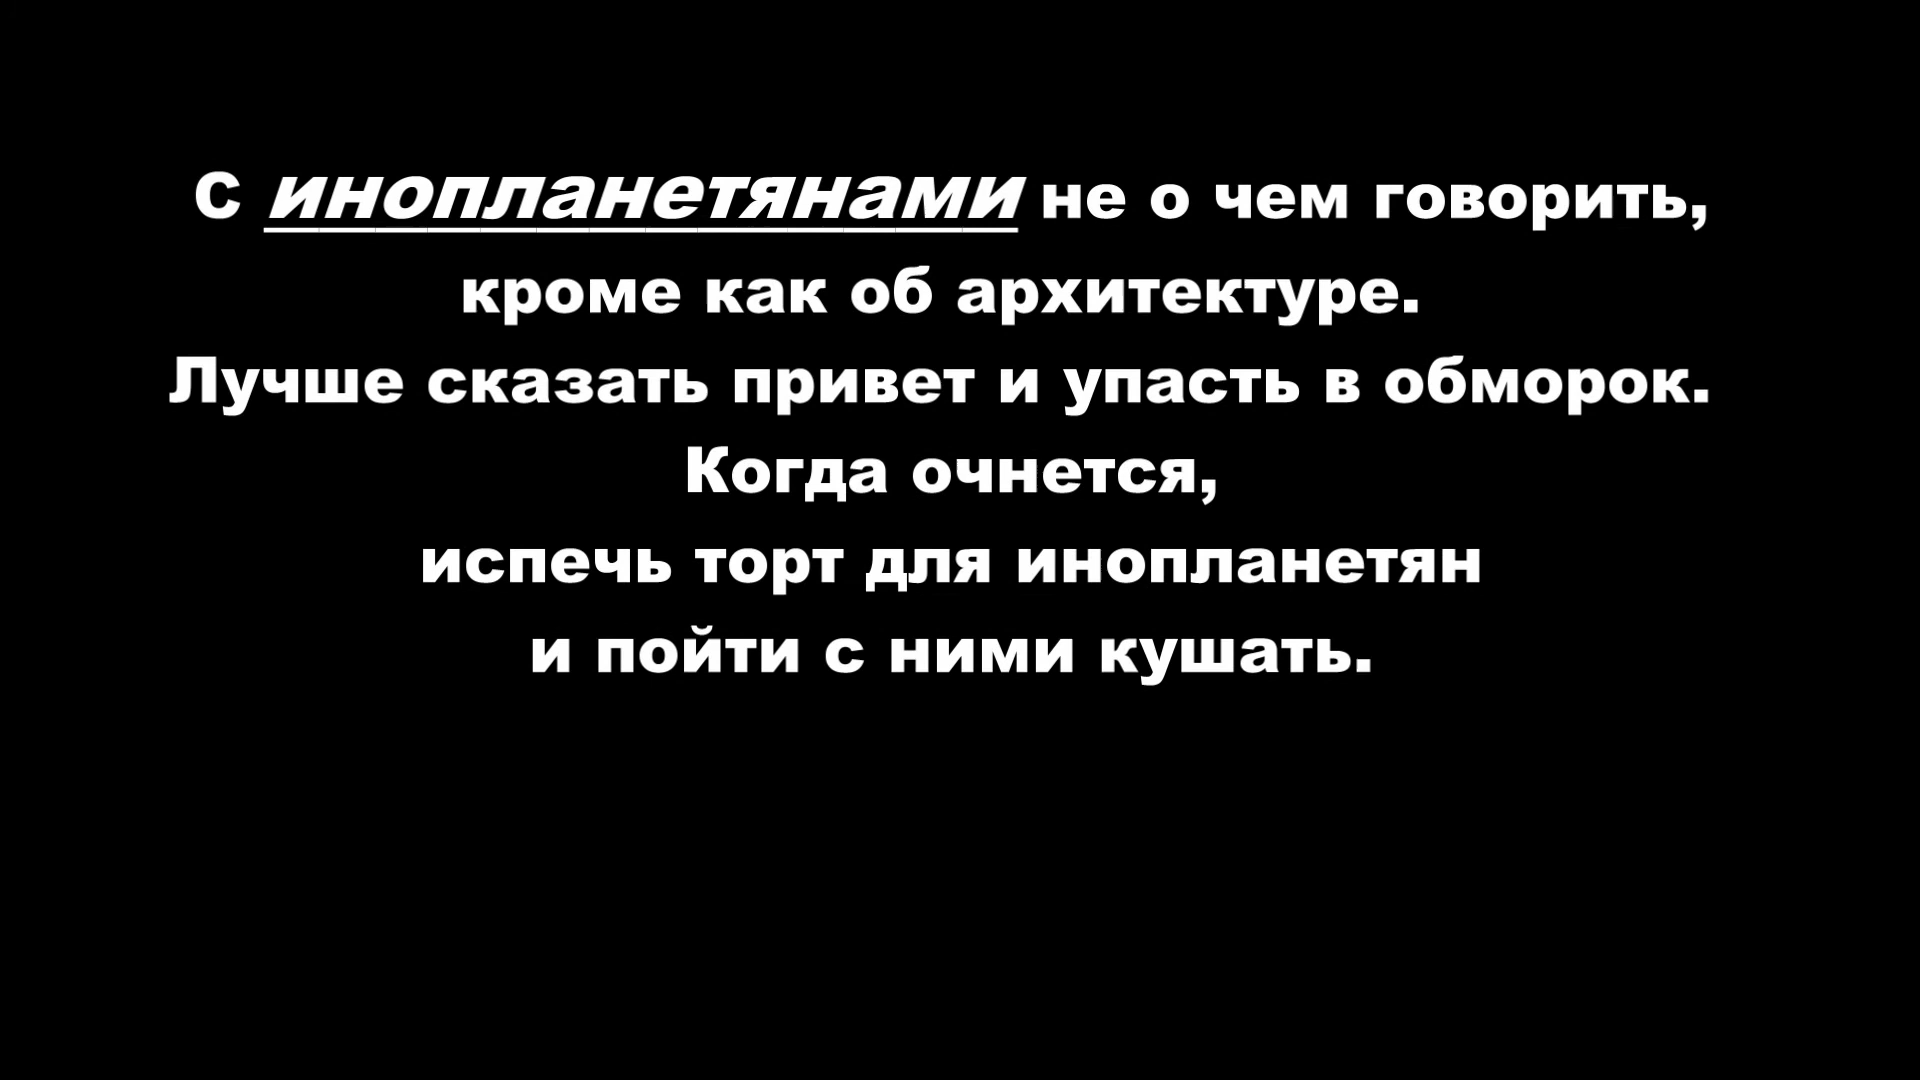 С инопланетянами не о чем говорить,
кроме как об архитектуре.
Лучше сказать привет и упасть в обморок.
Когда очнется,
испечь торт для инопланетян
и пойти с ними кушать.